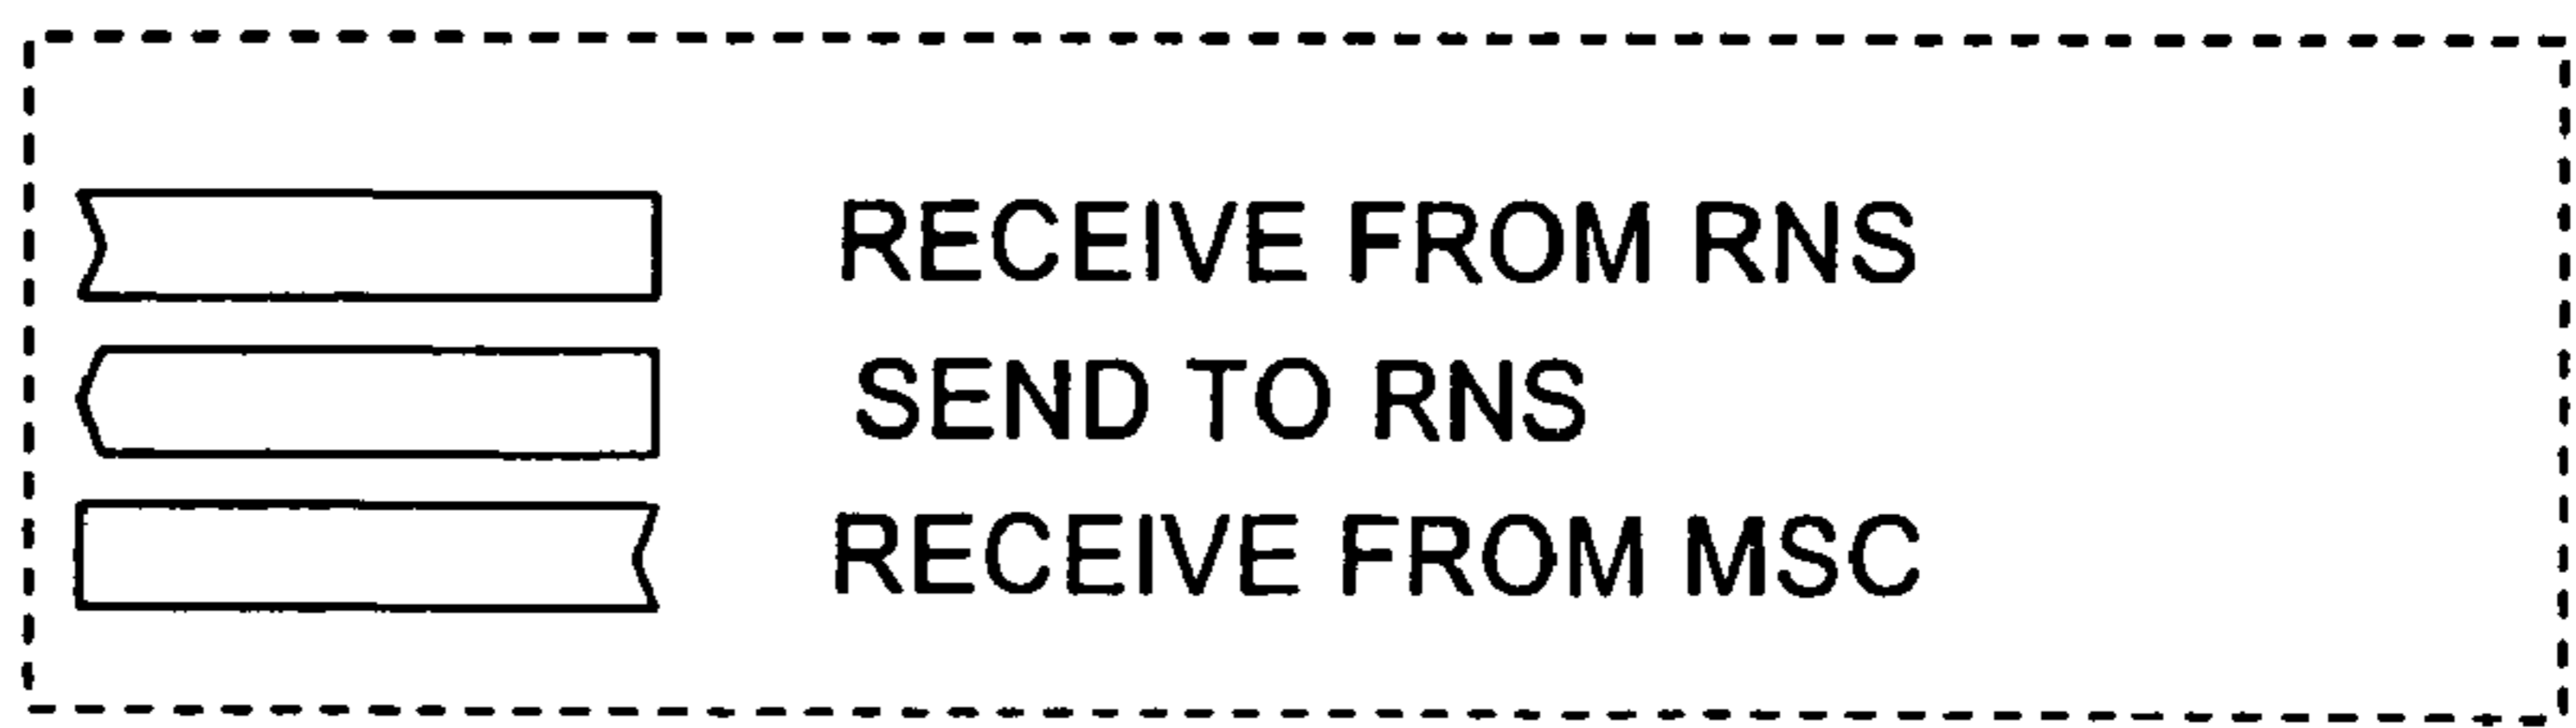 RECEIVE FROM RNS
SEND TO RNS
RECEIVE FROM MSC